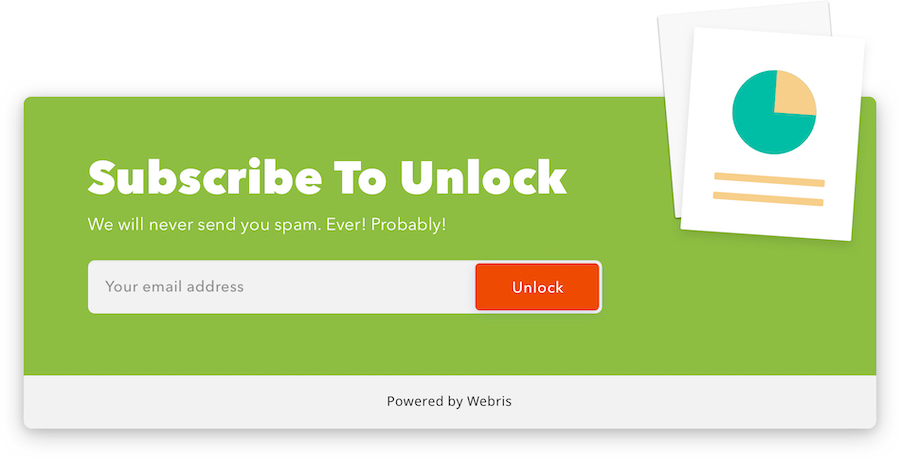 Subscribe To Unlock
We will never send you spam. Ever! Probably!
Your email address
Unlock
Powered by Webris